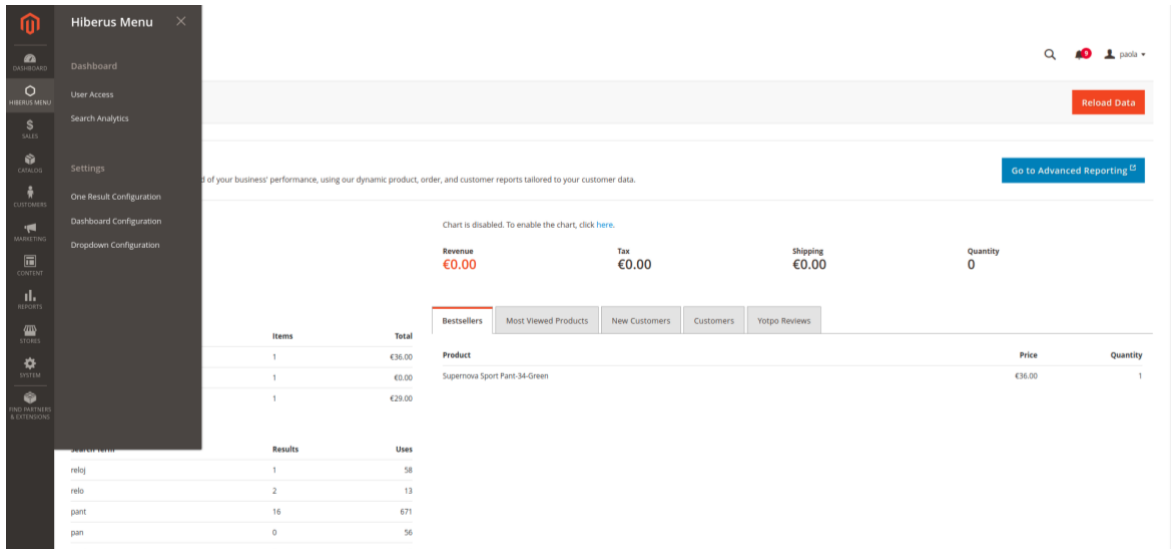 Hiberus Menu
DASHBOARD
HIBERUS MENU
SALES
CATALOG
CUSTOMERS
MARKETING
CONTENT
REPORTS
STORES
SYSTEM
FIND PARTNERS
& EXTENSIONS
Dashboard
User Access
Search Analytics
Settings
One Result Configuration
Dashboard Configuration
Dropdown Configuration
9 paola
Reload Data
of your business' performance, using our dynamic product, order, and customer reports tailored to your customer data.
Go to Advanced Reporting
Chart is disabled. To enable the chart, click here.
Revenue Tax Shipping Quantity
€0.00 €0.00 €0.00 0
Bestsellers Most Viewed Products New Customers Customers Yotpo Reviews
Product Price Quantity
Supernova Sport Pant-34-Green €36.00 1
Items Total
1 €36.00
1 €0.00
1 €29.00
Search Term Results Uses
reloj 1 58
relo 2 13
pant 16 671
pan 0 56